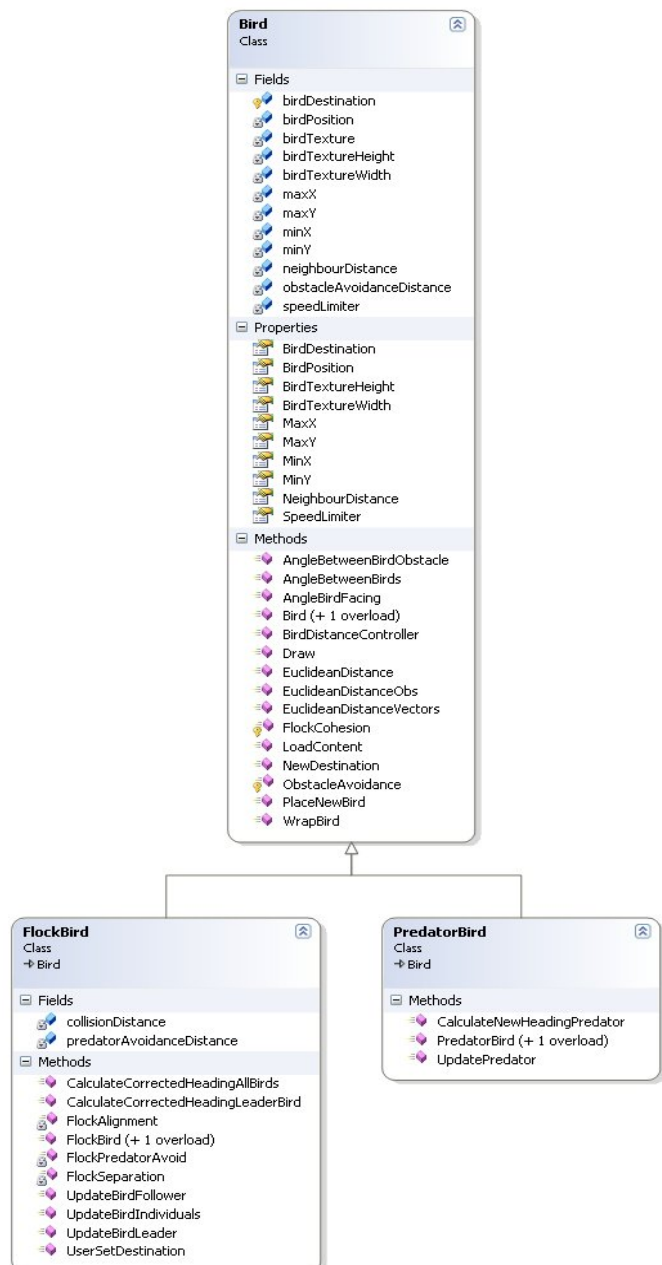 Bird
Class
Fields
birdDestination
birdPosition
birdTexture
birdTextureHeight
birdTextureWidth
maxX
maxY
minX
minY
neighbourDistance
obstacleAvoidanceDistance
speedLimiter
Properties
BirdDestination
BirdPosition
BirdTextureHeight
BirdTextureWidth
MaxX
MaxY
MinX
MinY
NeighbourDistance
SpeedLimiter
Methods
AngleBetweenBirdObstacle
AngleBetweenBirds
AngleBirdFacing
Bird (+ 1 overload)
BirdDistanceController
Draw
EuclideanDistance
EuclideanDistanceObs
EuclideanDistanceVectors
FlockCohesion
LoadContent
NewDestination
ObstacleAvoidance
PlaceNewBird
WrapBird
FlockBird
Class
Bird
Fields
collisionDistance
predatorAvoidanceDistance
Methods
CalculateCorrectedHeadingAllBirds
CalculateCorrectedHeadingLeaderBird
FlockAlignment
FlockBird (+ 1 overload)
FlockPredatorAvoid
FlockSeparation
UpdateBirdFollower
UpdateBirdIndividuals
UpdateBirdLeader
UserSetDestination
PredatorBird
Class
Bird
Methods
CalculateNewHeadingPredator
PredatorBird (+ 1 overload)
UpdatePredator